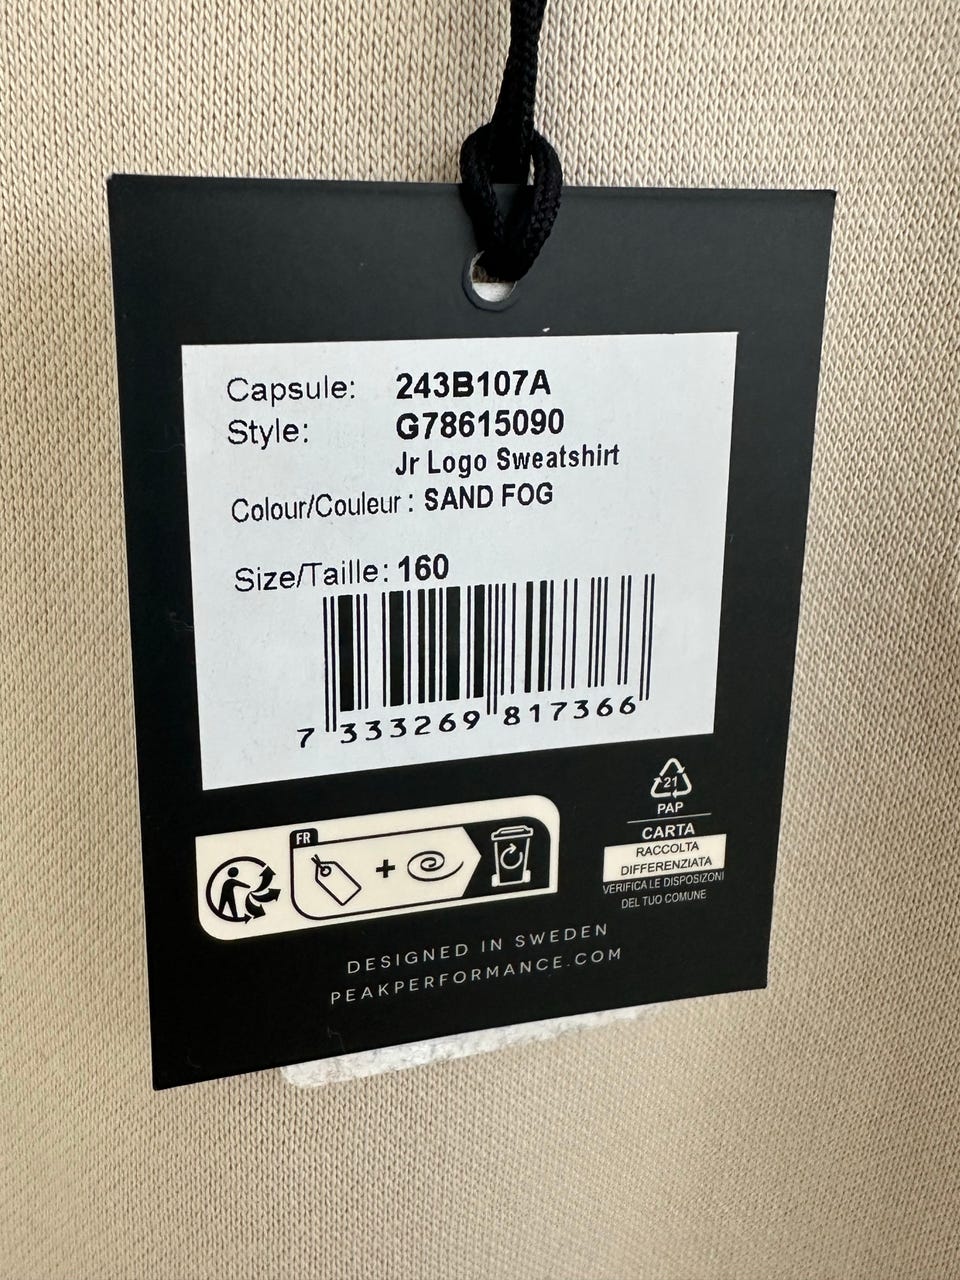 Capsule: 243B107A
Style: G78615090
Jr Logo Sweatshirt
Colour/Couleur : SAND FOG
Size/Taille: 160
7 333269 817366
FR
21
PAP
CARTA
RACCOLTA
DIFFERENZIATA
VERIFICA LE DISPOSIZONI
DEL TUO COMUNE
DESIGNED IN SWEDEN
PEAKPERFORMANCE.COM